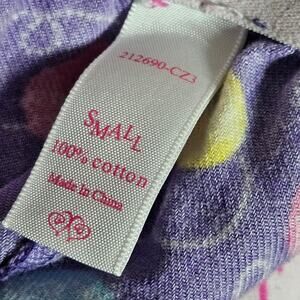 212690-CZ3
SMALL
100% cotton
Made in China